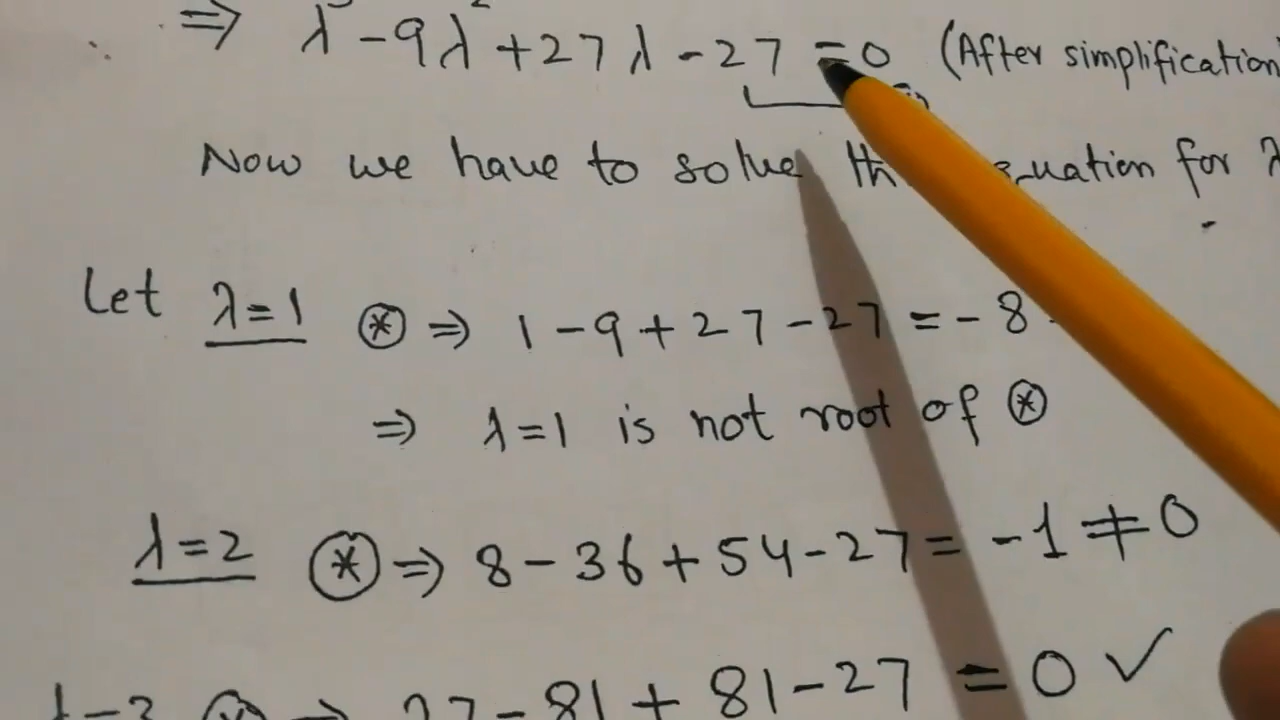 ⇒ λ³ - 9λ² + 27λ - 27 = 0 (After simplification
Now we have to solve for λ
Let λ=1 ⊛ ⇒ 1 - 9 + 27 - 27 = - 8
⇒ λ=1 is not root of ⊛
λ=2 ⊛ ⇒ 8 - 36 + 54 - 27 = - 1 ≠ 0
⇒ 27 - 81 + 81 - 27 = 0 ✓